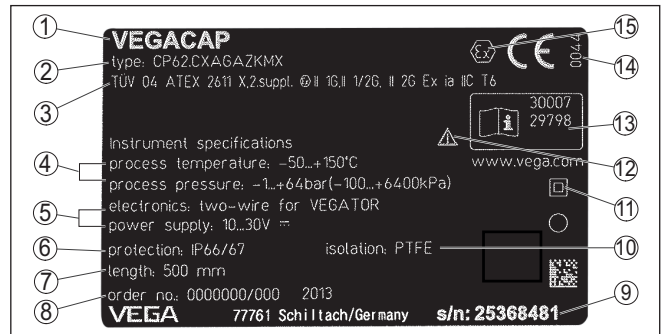 ① VEGACAP ⑮
② type: CP62.CXAGAZKMX
③ TÜV 04 ATEX 2611 X,2.suppl. II 1G,II 1/2G, II 2G Ex ia IIC T6
Ex CE 0044 ⑭
30007
29798 ⑬
Instrument specifications ⑫
④ process temperature: -50...+150°C www.vega.com
process pressure: -1...+64bar(-100...+6400kPa)
⑤ electronics: two-wire for VEGATOR ⑪
power supply: 10...30V
⑥ protection: IP66/67 isolation: PTFE ⑩
⑦ length: 500 mm
⑧ order no.: 0000000/000 2013
VEGA 77761 Schiltach/Germany s/n: 25368481 ⑨